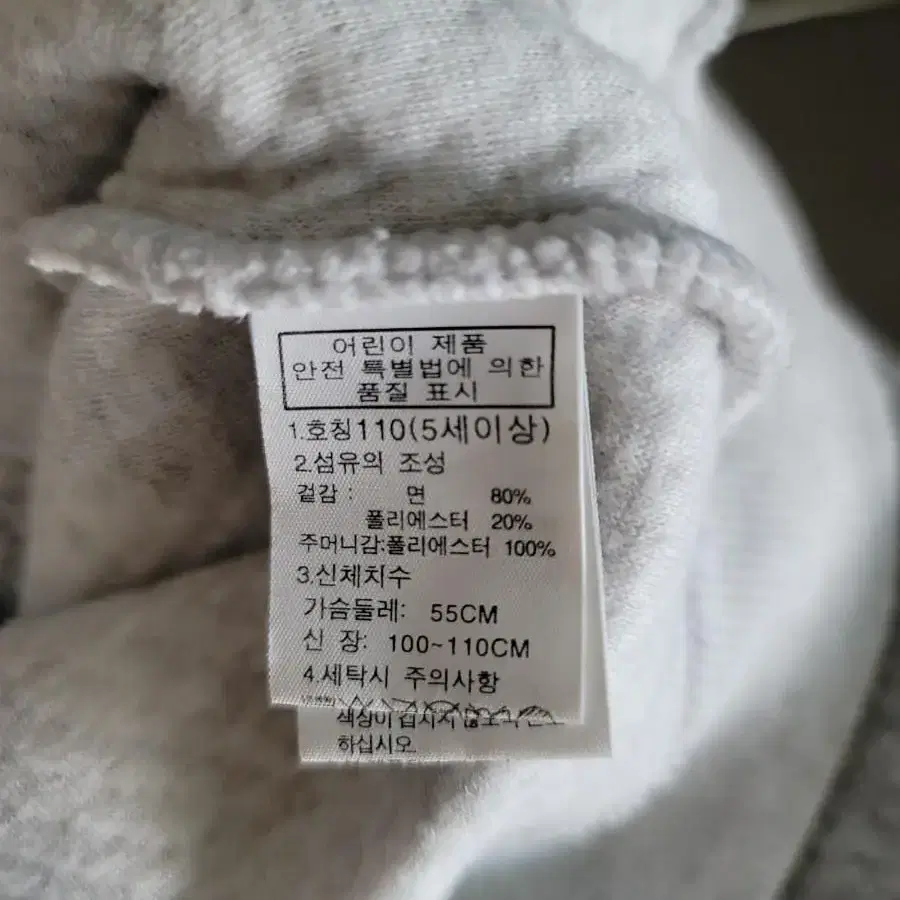 어린이 제품
안전 특별법에 의한
품질 표시
1.호칭110(5세이상)
2.섬유의 조성
겉감 : 면 80%
폴리에스터 20%
주머니감:폴리에스터 100%
3.신체치수
가슴둘레: 55CM
신 장: 100~110CM
4.세탁시 주의사항
색상이
하십시오.